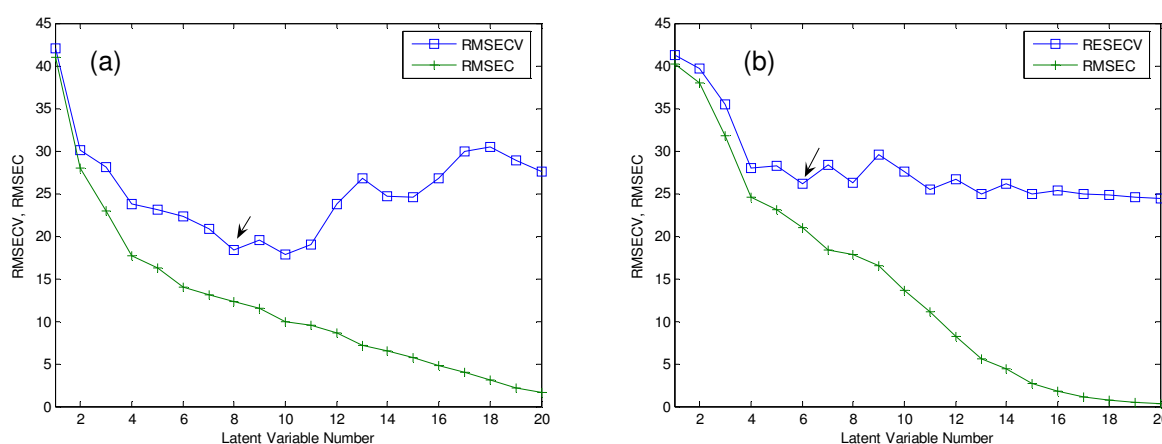 45
40
35
30
25
20
15
10
5
0
RMSECV, RMSEC
(a)
RMSECV
RMSEC
2 4 6 8 10 12 14 16 18 20
Latent Variable Number
45
40
35
30
25
20
15
10
5
0
RMSECV, RMSEC
(b)
RESECV
RMSEC
2 4 6 8 10 12 14 16 18 20
Latent Variable Number